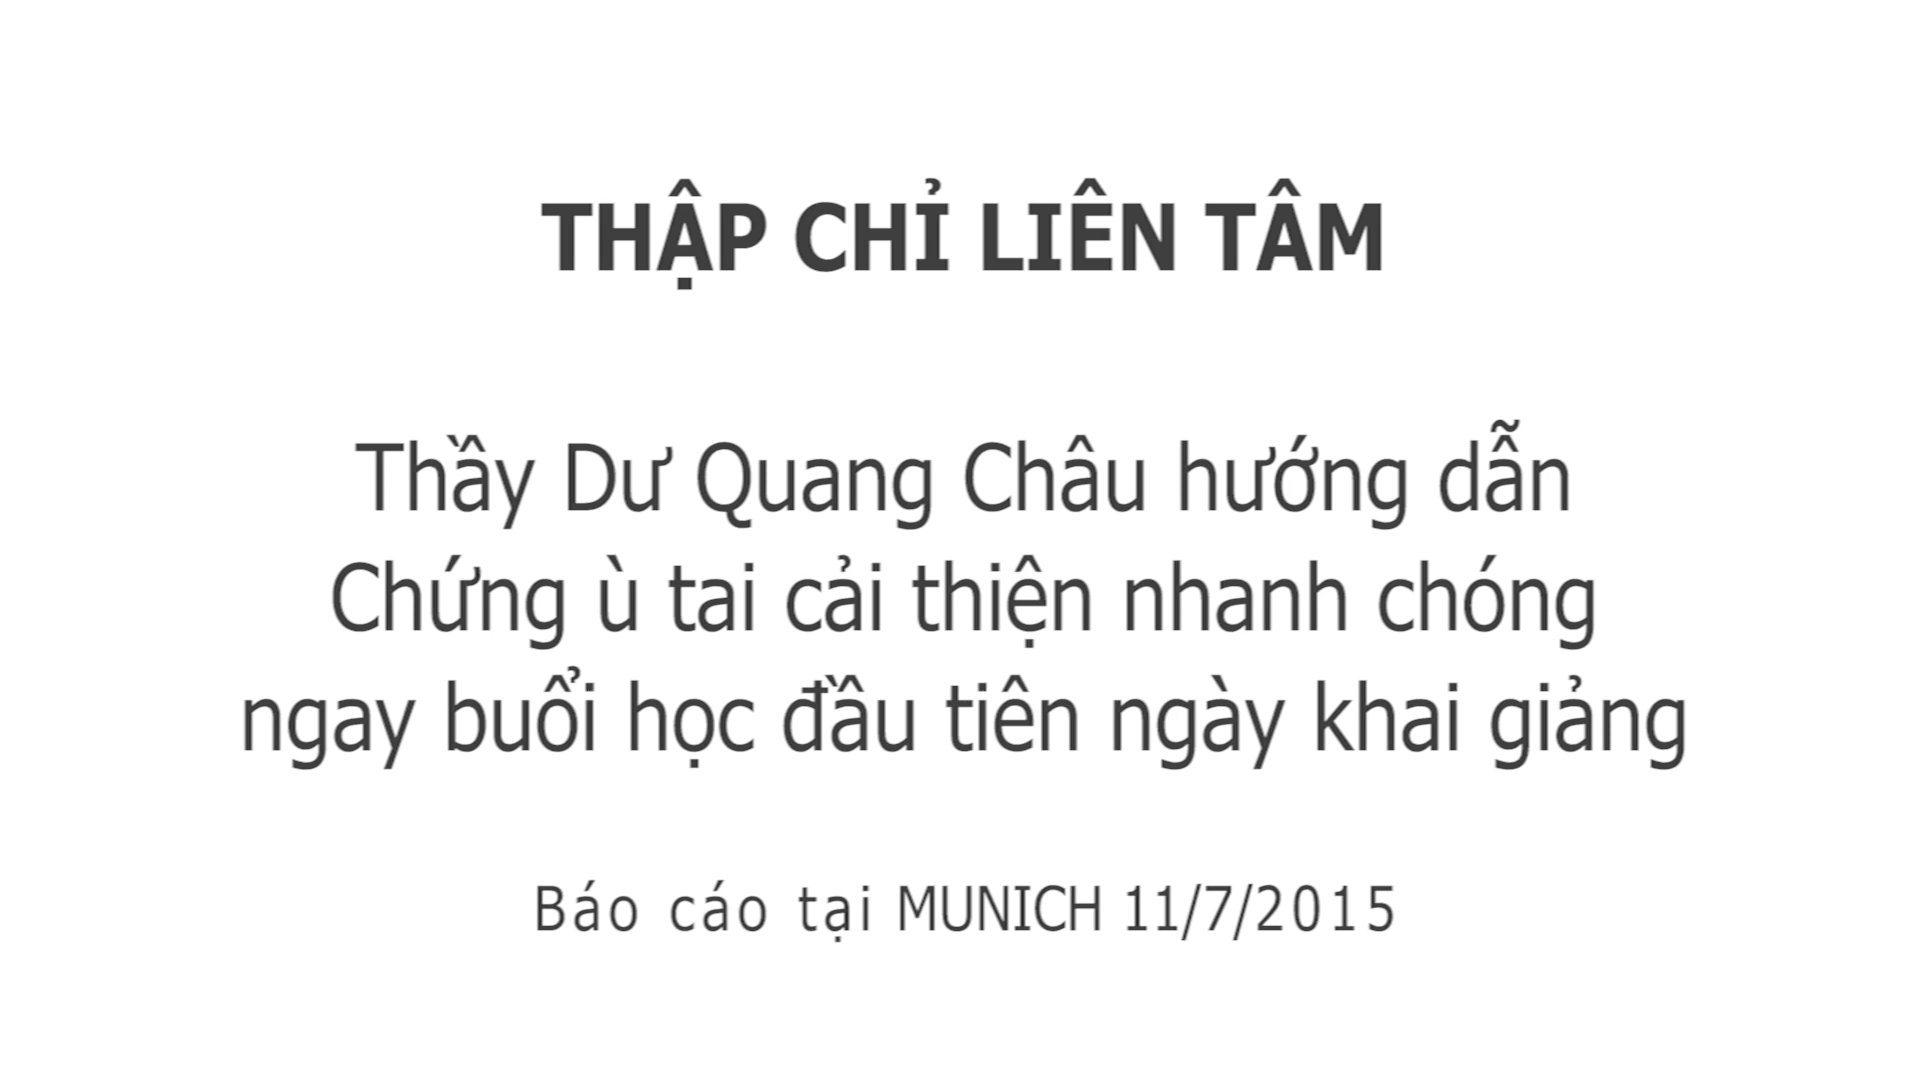 THẬP CHỈ LIÊN TÂM
Thầy Dư Quang Châu hướng dẫn
Chứng ù tai cải thiện nhanh chóng
ngay buổi học đầu tiên ngày khai giảng
Báo cáo tại MUNICH 11/7/2015